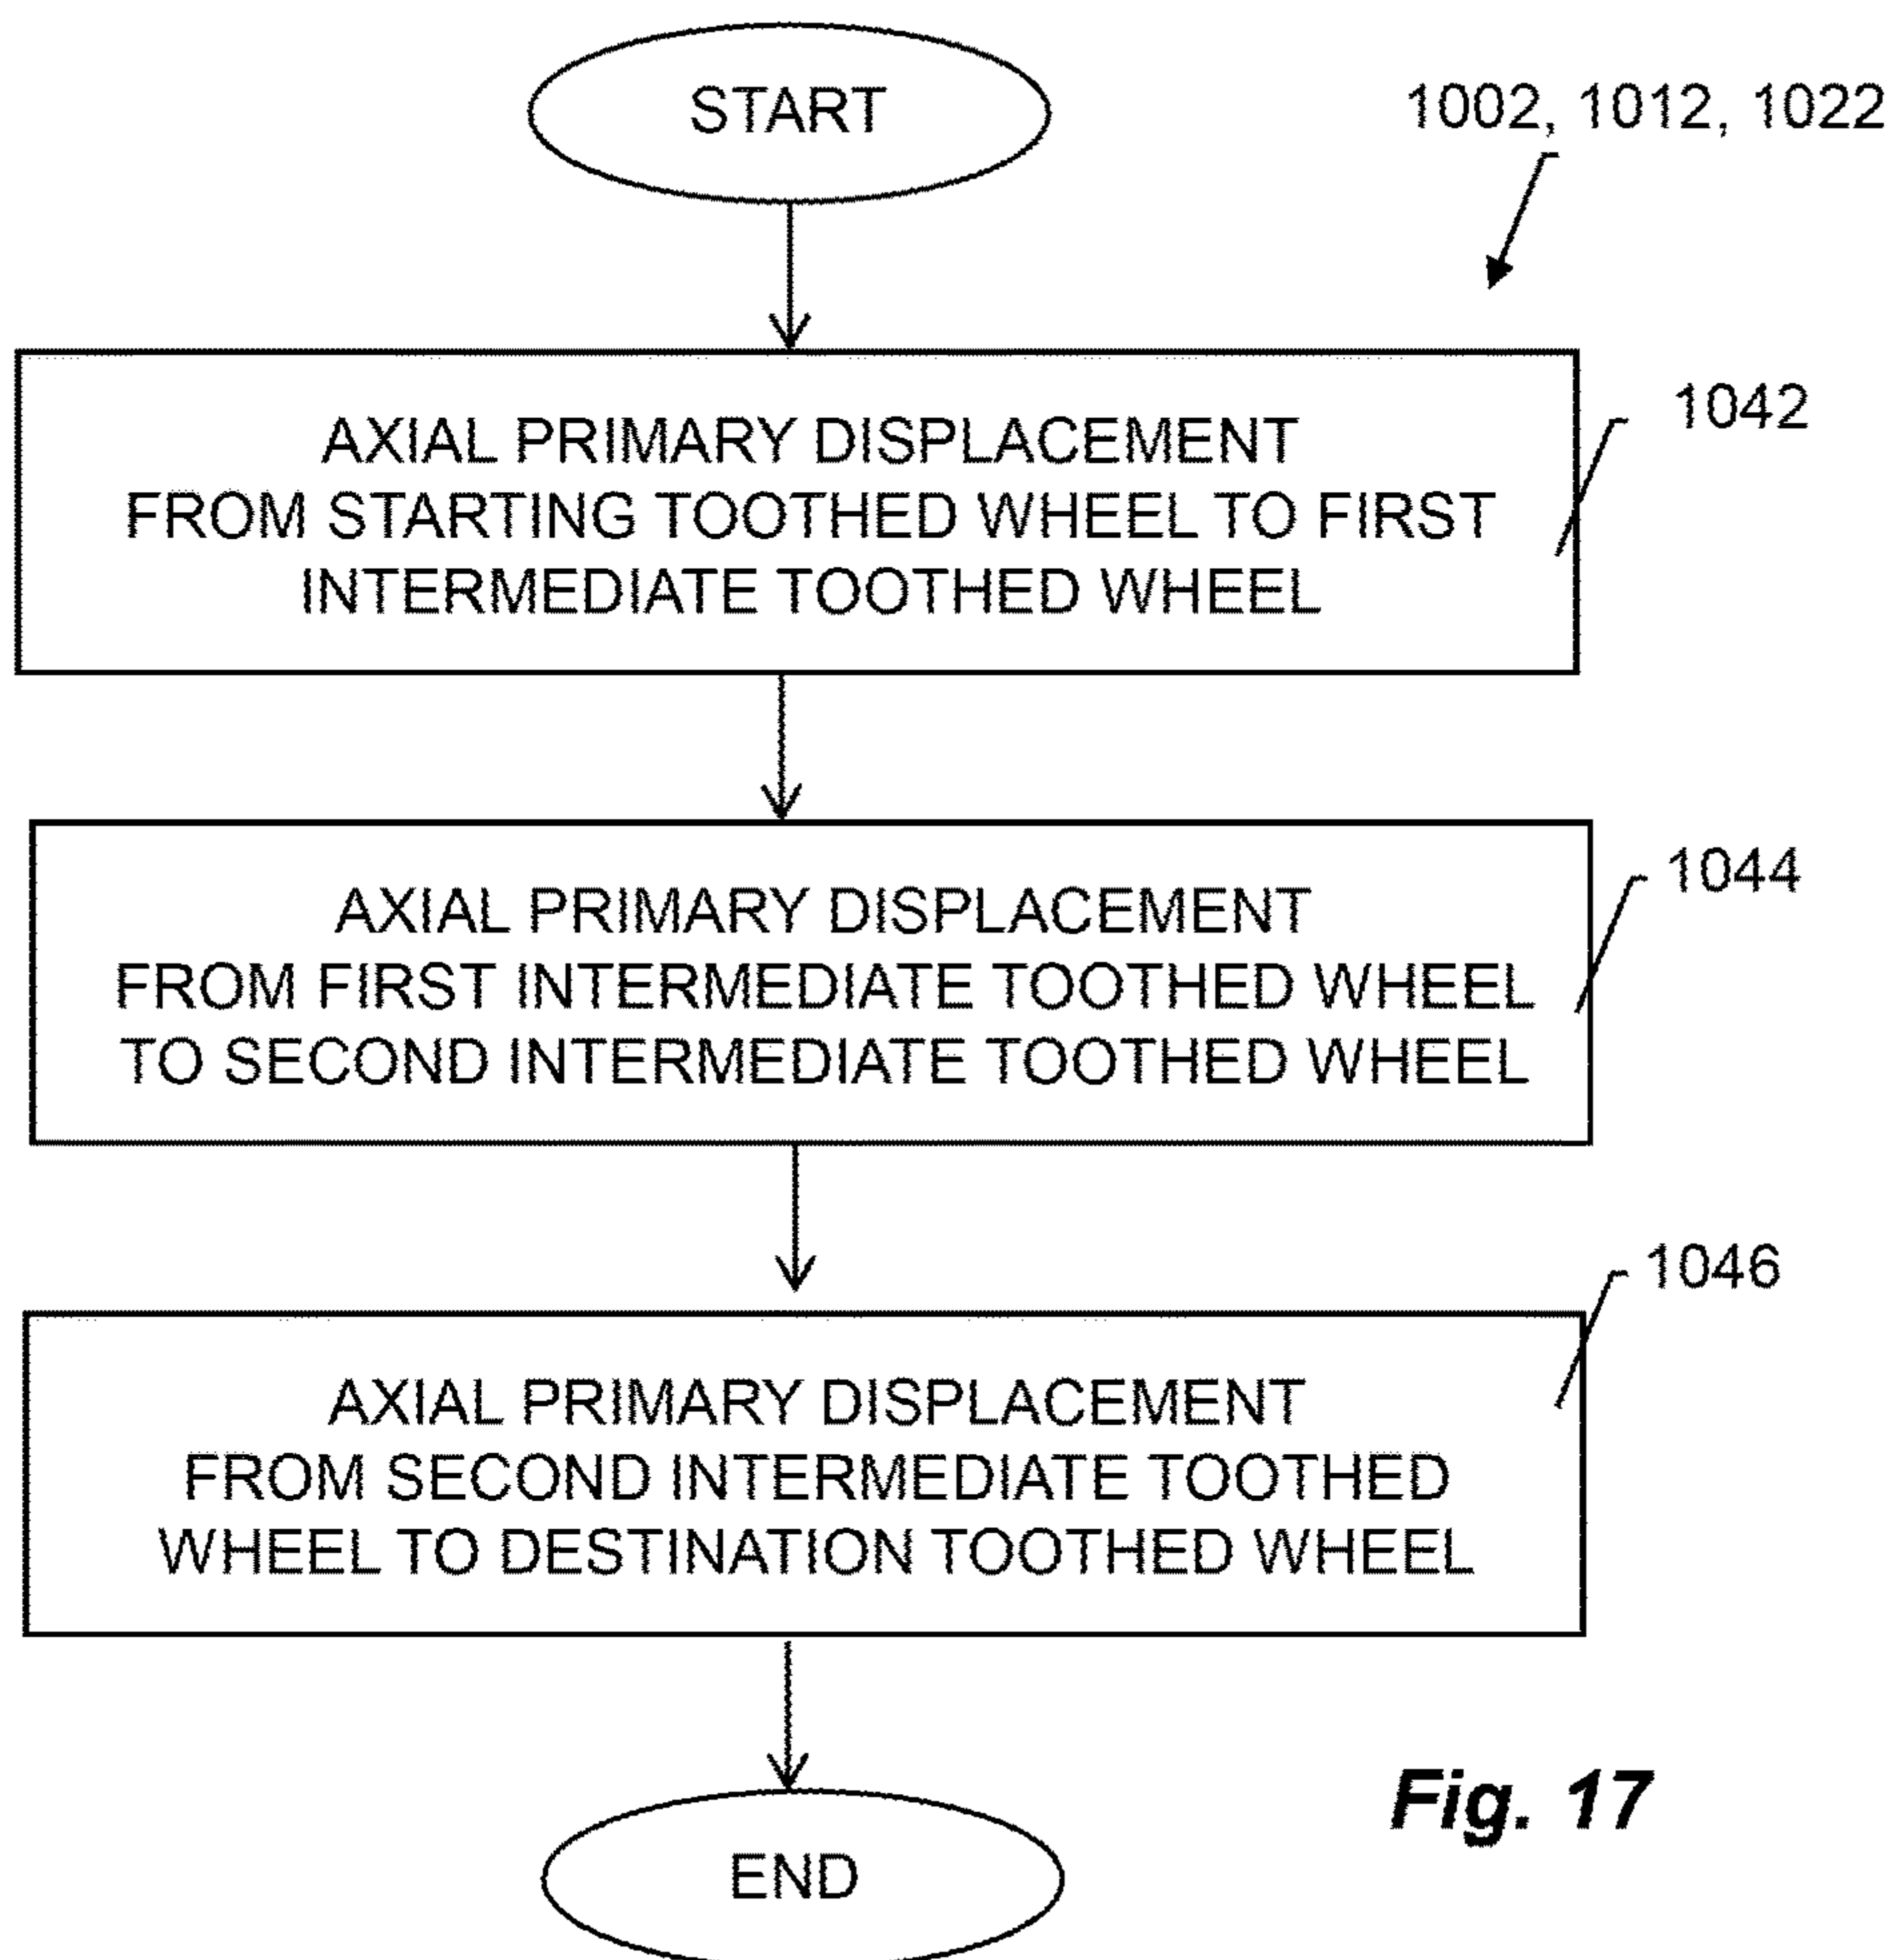 START
1002, 1012, 1022
AXIAL PRIMARY DISPLACEMENT
FROM STARTING TOOTHED WHEEL TO FIRST
INTERMEDIATE TOOTHED WHEEL
1042
AXIAL PRIMARY DISPLACEMENT
FROM FIRST INTERMEDIATE TOOTHED WHEEL
TO SECOND INTERMEDIATE TOOTHED WHEEL
1044
AXIAL PRIMARY DISPLACEMENT
FROM SECOND INTERMEDIATE TOOTHED
WHEEL TO DESTINATION TOOTHED WHEEL
1046
END
Fig. 17